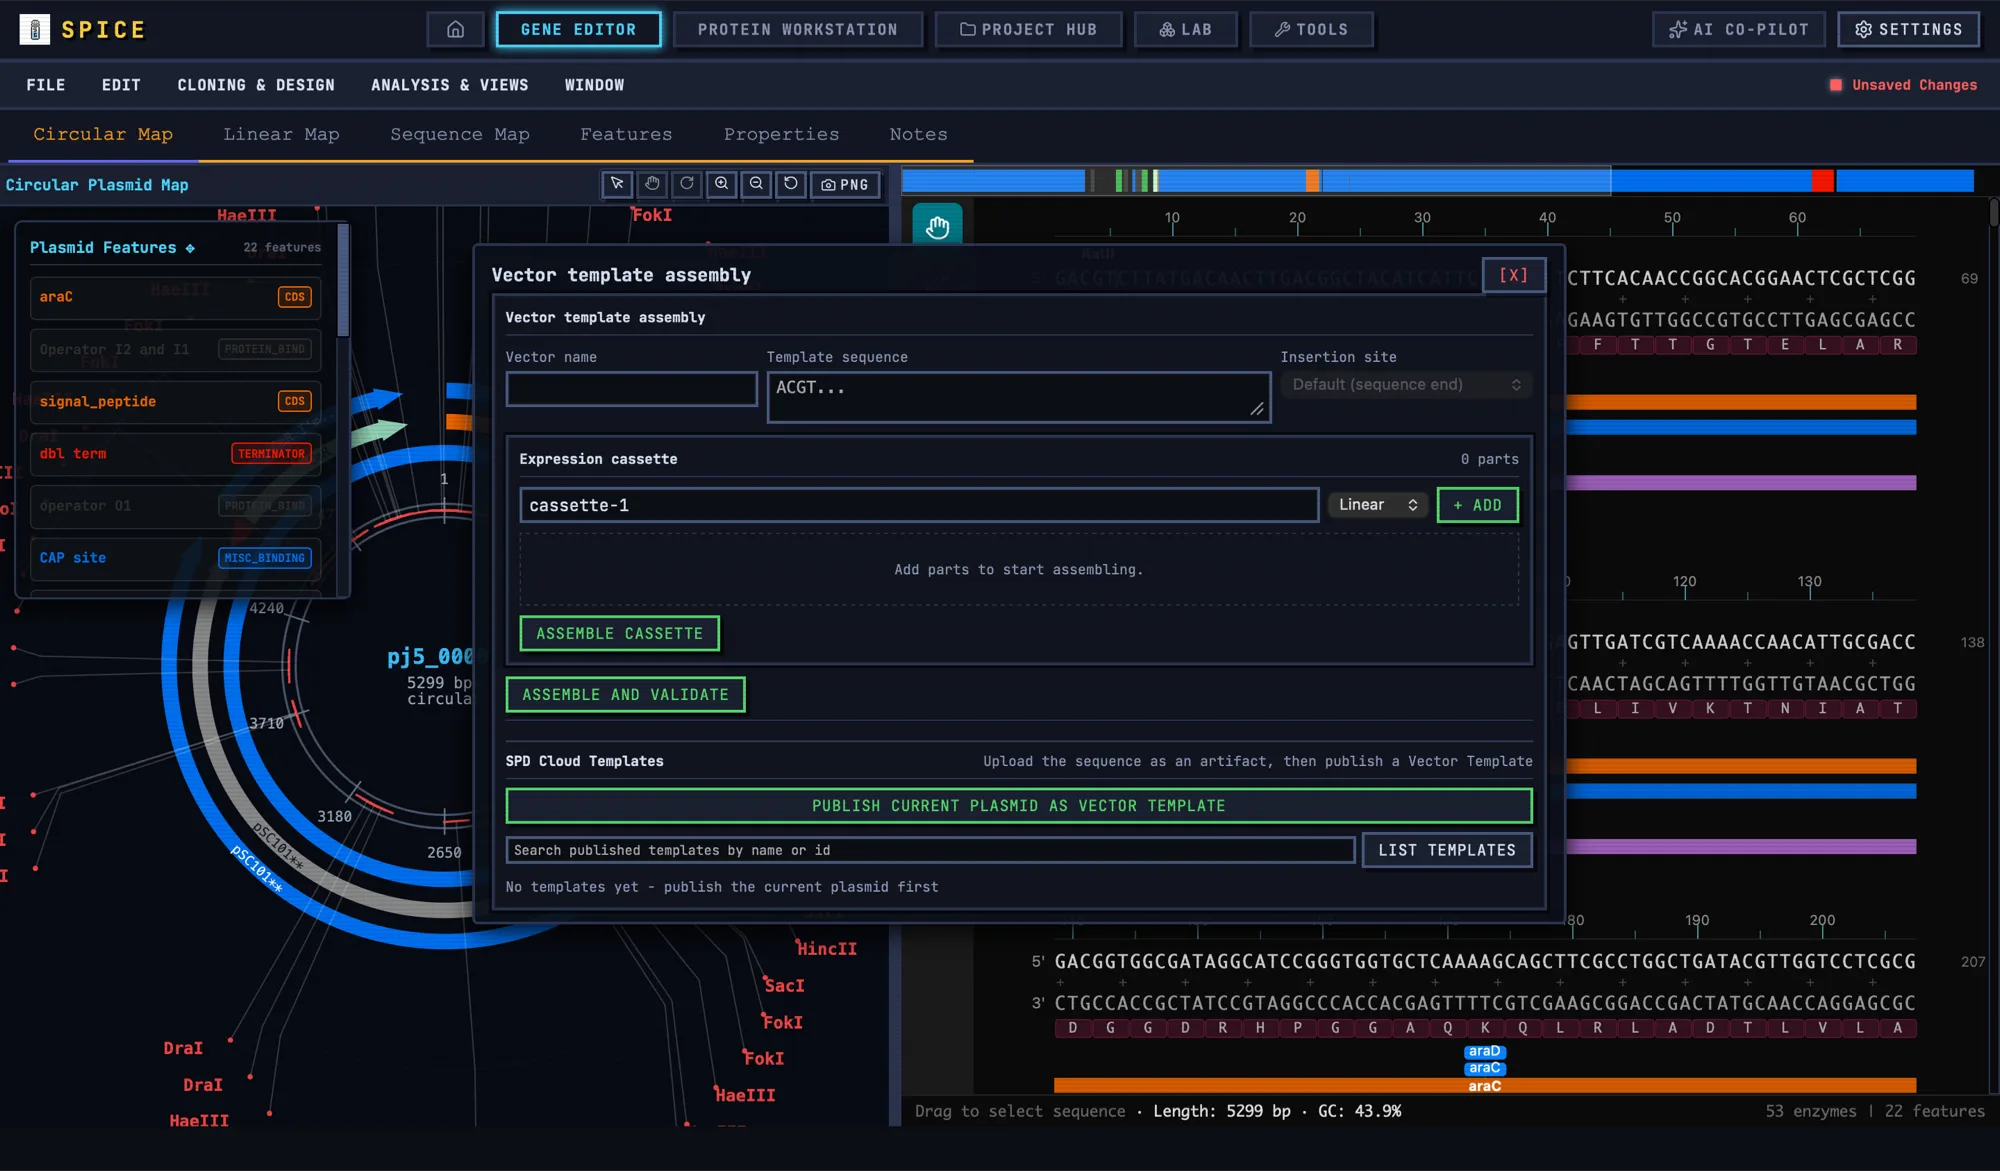 SPICE
GENE EDITOR
PROTEIN WORKSTATION
PROJECT HUB
LAB
TOOLS
AI CO-PILOT
SETTINGS
FILE
EDIT
CLONING & DESIGN
ANALYSIS & VIEWS
WINDOW
Unsaved Changes
Circular Map
Linear Map
Sequence Map
Features
Properties
Notes
Circular Plasmid Map
PNG
HaeIII
FokI
Plasmid Features
22 features
araC
CDS
Operator I2 and I1
PROTEIN_BIND
signal_peptide
CDS
dbl term
TERMINATOR
operator O1
PROTEIN_BIND
CAP site
MISC_BINDING
1
4240
3710
3180
2650
pj5_000
5299 bp
circula
pSC101**
pSC101**
DraI
DraI
HaeIII
HincII
SacI
FokI
FokI
HaeIII
Vector template assembly
[X]
Vector template assembly
Vector name
Template sequence
Insertion site
ACGT...
Default (sequence end)
Expression cassette
0 parts
cassette-1
Linear
+ ADD
Add parts to start assembling.
ASSEMBLE CASSETTE
ASSEMBLE AND VALIDATE
SPD Cloud Templates
Upload the sequence as an artifact, then publish a Vector Template
PUBLISH CURRENT PLASMID AS VECTOR TEMPLATE
Search published templates by name or id
LIST TEMPLATES
No templates yet - publish the current plasmid first
10 20 30 40 50 60
CTTCACAACCGGCACGGAACTCGCTCGG 69
GAAGTGTTGGCCGTGCCTTGAGCGAGCC
F T T G T E L A R
120 130
GTTGATCGTCAAAACCAACATTGCGACC 138
CAACTAGCAGTTTTGGTTGTAACGCTGG
L I V K T N I A T
190 200
5' GACGGTGGCGATAGGCATCCGGGTGGTGCTCAAAAGCAGCTTCGCCTGGCTGATACGTTGGTCCTCGCG 207
3' CTGCCACCGCTATCCGTAGGCCCACCACGAGTTTTCGTCGAAGCGGACCGACTATGCAACCAGGAGCGC
D G G D R H P G G A Q K Q L R L A D T L V L A
araD
araC
araC
Drag to select sequence · Length: 5299 bp · GC: 43.9%
53 enzymes | 22 features